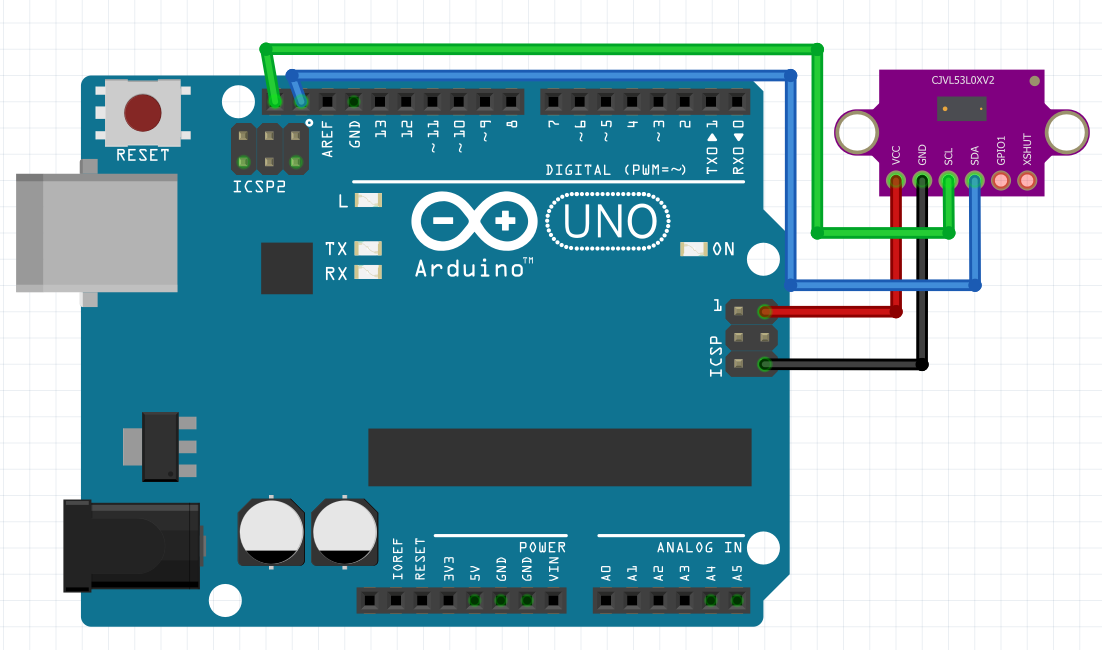 CJVL53L0XV2
VCC
GND
SCL
SDA
GPIO1
XSHUT
RESET
ICSP2
AREF
GND
13
12
~11
~10
~9
8
7
~6
~5
4
~3
2
TX0▶1
RX0◀0
DIGITAL (PWM=~)
L
TX
RX
UNO
ON
Arduino™
1
ICSP
POWER
ANALOG IN
IOREF
RESET
3V3
5V
GND
GND
VIN
A0
A1
A2
A3
A4
A5